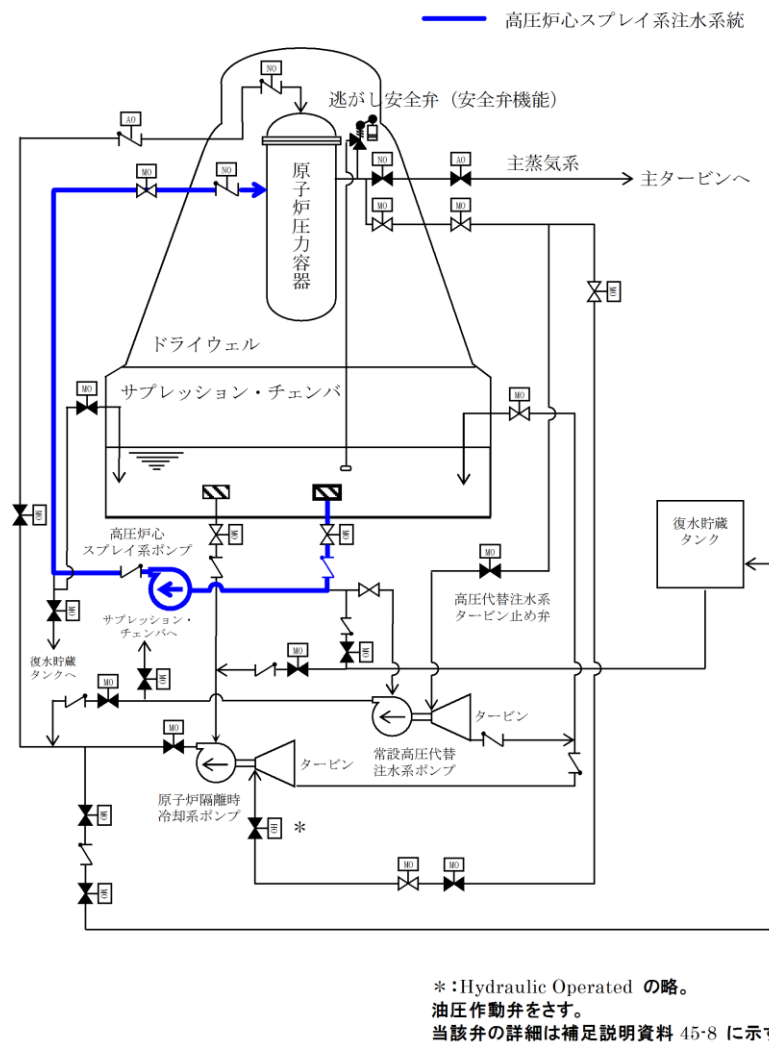 高圧炉心スプレイ系注水系統
NO
逃がし安全弁（安全弁機能）
AO
MO
NO
原子炉圧力容器
NO
AO
主蒸気系
主タービンへ
MO
MO
MO
ドライウェル
サプレッション・チェンバ
MO
MO
MO
MO
MO
高圧炉心
スプレイ系ポンプ
復水貯蔵
タンク
MO
高圧代替注水系
タービン止め弁
MO
サプレッション・
チェンバへ
復水貯蔵
タンクへ
MO
MO
MO
MO
タービン
常設高圧代替
注水系ポンプ
MO
タービン
原子炉隔離時
冷却系ポンプ
MO
HO
＊
MO
MO
MO
＊：Hydraulic Operated の略。
油圧作動弁をさす。
当該弁の詳細は補足説明資料 45-8 に示す